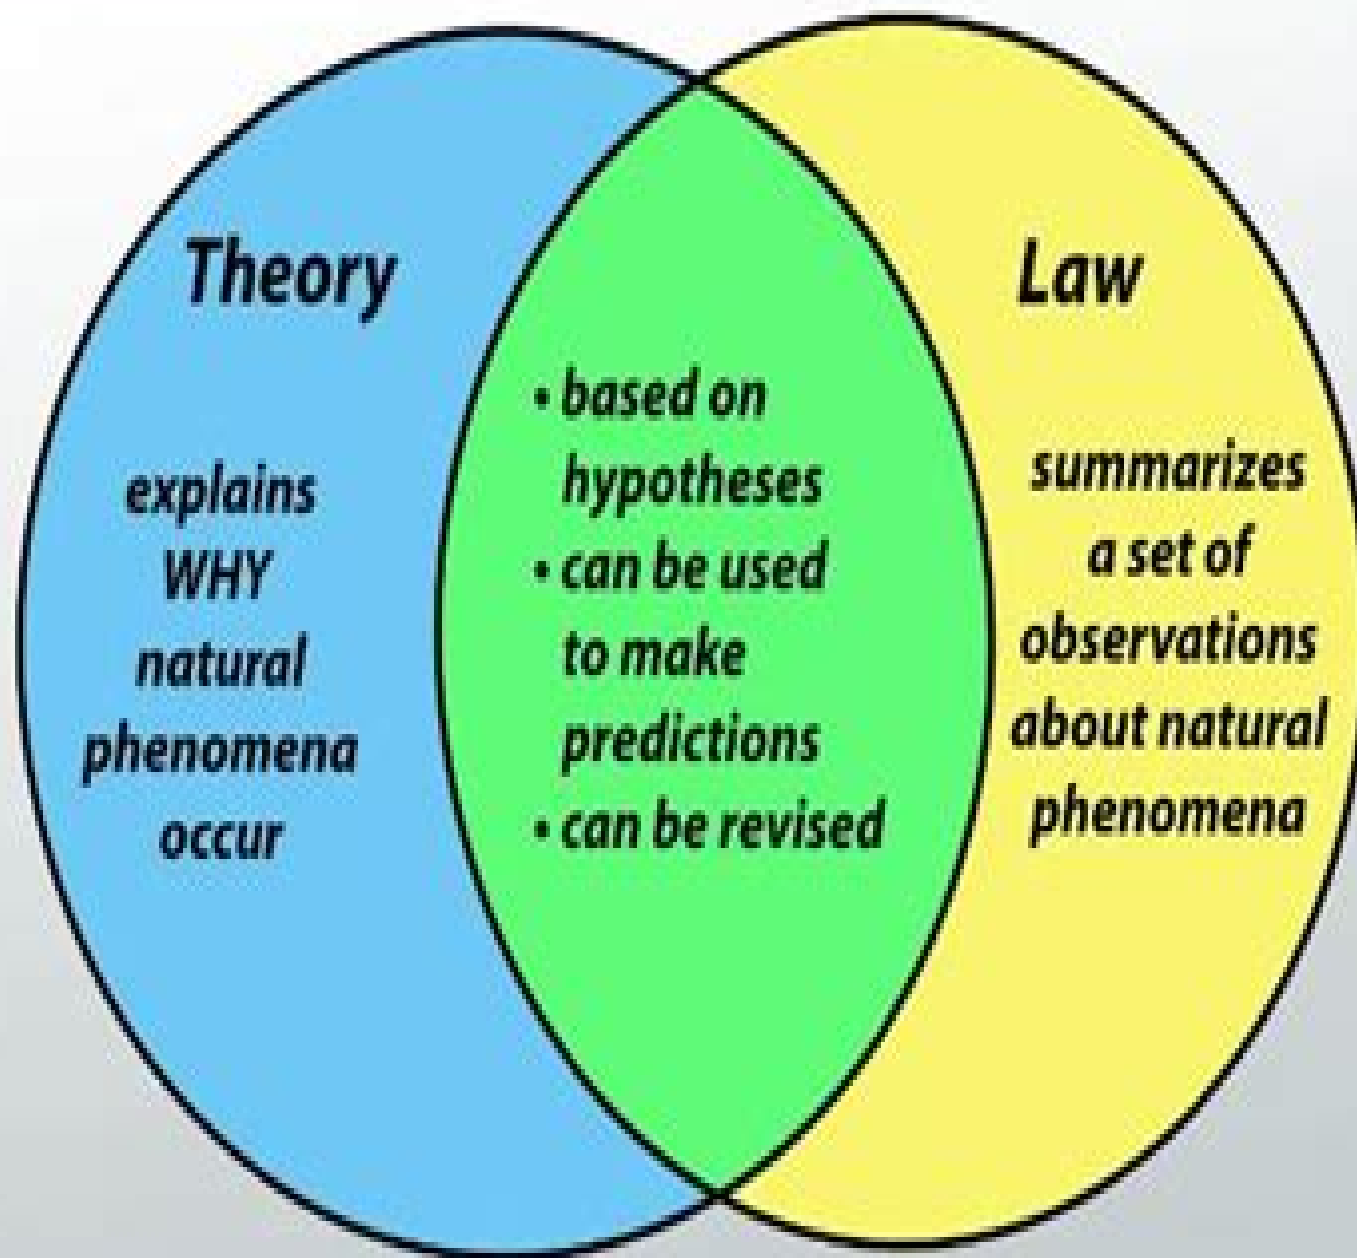 Theory
explains
WHY
natural
phenomena
occur
• based on
hypotheses
• can be used
to make
predictions
• can be revised
Law
summarizes
a set of
observations
about natural
phenomena